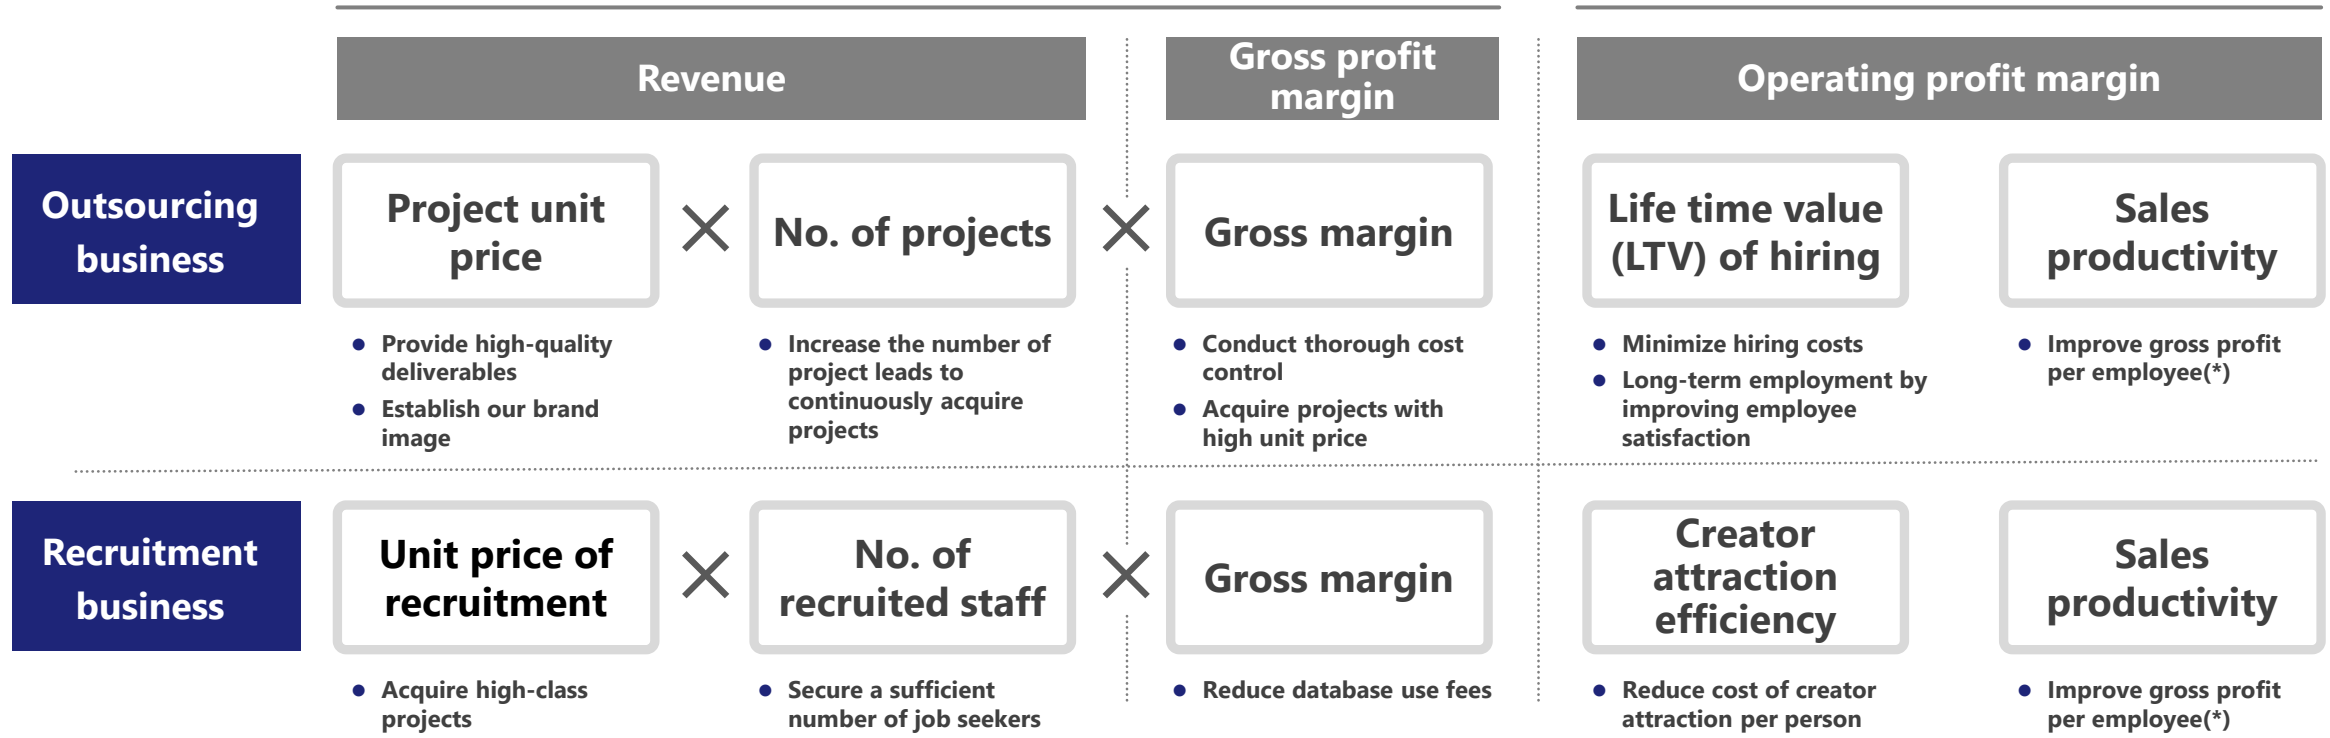 Revenue
Gross profit
margin
Operating profit margin
Outsourcing
business
Project unit
price
No. of projects
Gross margin
Life time value
(LTV) of hiring
Sales
productivity
Provide high-quality
deliverables
Establish our brand
image
Increase the number of
project leads to
continuously acquire
projects
Conduct thorough cost
control
Acquire projects with
high unit price
Minimize hiring costs
Long-term employment by
improving employee
satisfaction
Improve gross profit
per employee(*)
Recruitment
business
Unit price of
recruitment
No. of
recruited staff
Gross margin
Creator
attraction
efficiency
Sales
productivity
Acquire high-class
projects
Secure a sufficient
number of job seekers
Reduce database use fees
Reduce cost of creator
attraction per person
Improve gross profit
per employee(*)